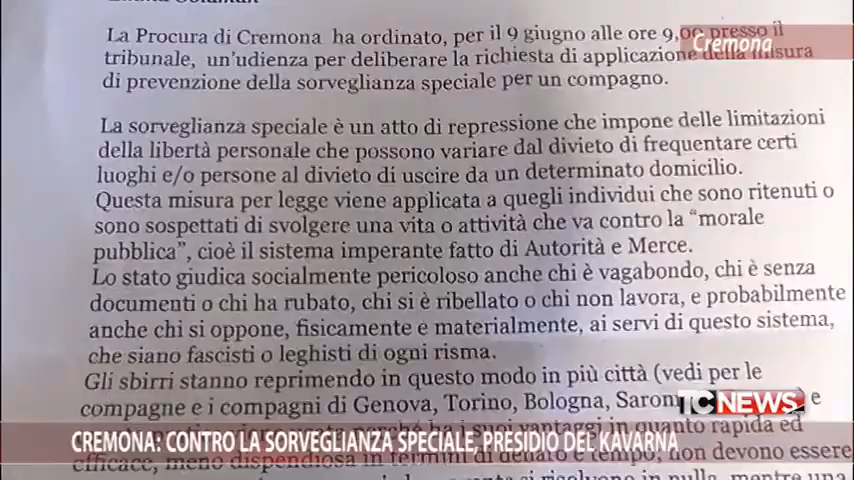 La Procura di Cremona ha ordinato, per il 9 giugno alle ore 9,00 presso il
Cremona
tribunale, un'udienza per deliberare la richiesta di applicazione della misura
di prevenzione della sorveglianza speciale per un compagno.
La sorveglianza speciale è un atto di repressione che impone delle limitazioni
della libertà personale che possono variare dal divieto di frequentare certi
luoghi e/o persone al divieto di uscire da un determinato domicilio.
Questa misura per legge viene applicata a quegli individui che sono ritenuti o
sono sospettati di svolgere una vita o attività che va contro la "morale
pubblica", cioè il sistema imperante fatto di Autorità e Merce.
Lo stato giudica socialmente pericoloso anche chi è vagabondo, chi è senza
documenti o chi ha rubato, chi si è ribellato o chi non lavora, e probabilmente
anche chi si oppone, fisicamente e materialmente, ai servi di questo sistema,
che siano fascisti o leghisti di ogni risma.
Gli sbirri stanno reprimendo in questo modo in più città (vedi per le
compagne e i compagni di Genova, Torino, Bologna, e
TC NEWS
ha i suoi vantaggi in quanto rapida ed
CREMONA: CONTRO LA SORVEGLIANZA SPECIALE, PRESIDIO DEL KAVARNA
efficace, meno dispendiosa in termini di denaro e tempo, non devono essere
si risolvono in nulla, mentre una